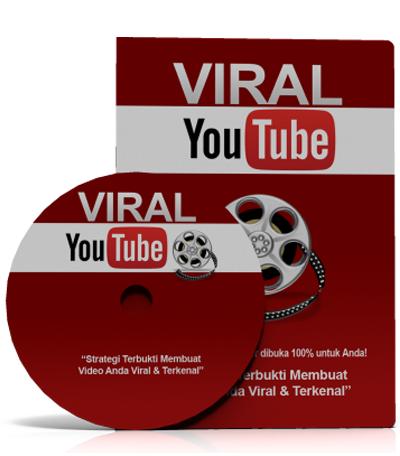 VIRAL
YouTube
dibuka 100% untuk Anda!
erbukti Membuat
da Viral & Terkenal”
VIRAL
YouTube
“Strategi Terbukti Membuat
Video Anda Viral & Terkenal”